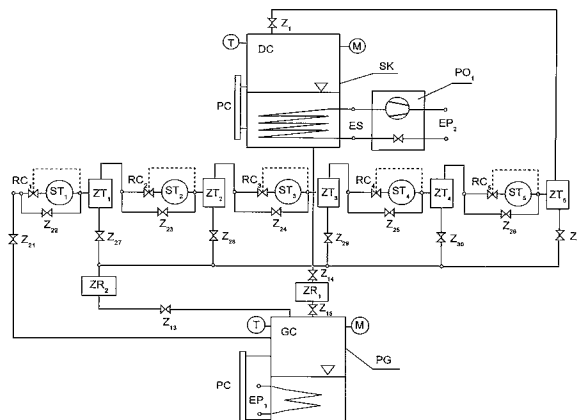 Z1
T DC M
SK
PO1
PC
ES EP2
RC ST1 ZT1 RC ST2 ZT2 RC ST3 ZT3 RC ST4 ZT4 RC ST5 ZT5
Z22 Z23 Z24 Z25 Z26
Z21 Z27 Z28 Z29 Z30 Z
Z14
ZR2 ZR1
Z13 Z15
T GC M
PG
PC
EP1